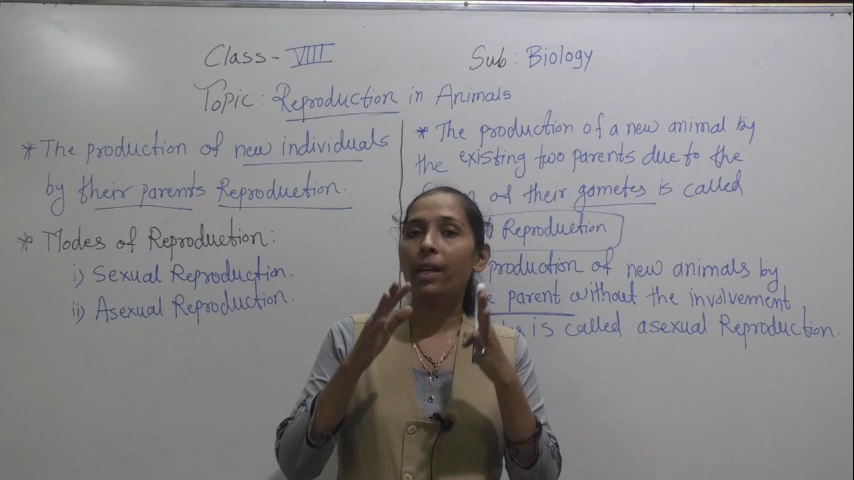 Class - VIII
Sub : Biology
Topic : Reproduction in Animals
* The production of new individuals
by their parents Reproduction.
* Modes of Reproduction:
i) Sexual Reproduction.
ii) Asexual Reproduction.
* The production of a new animal by
the existing two parents due to the
of their gametes is called
Reproduction.
production of new animals by
parent without the involvement
is called asexual Reproduction.